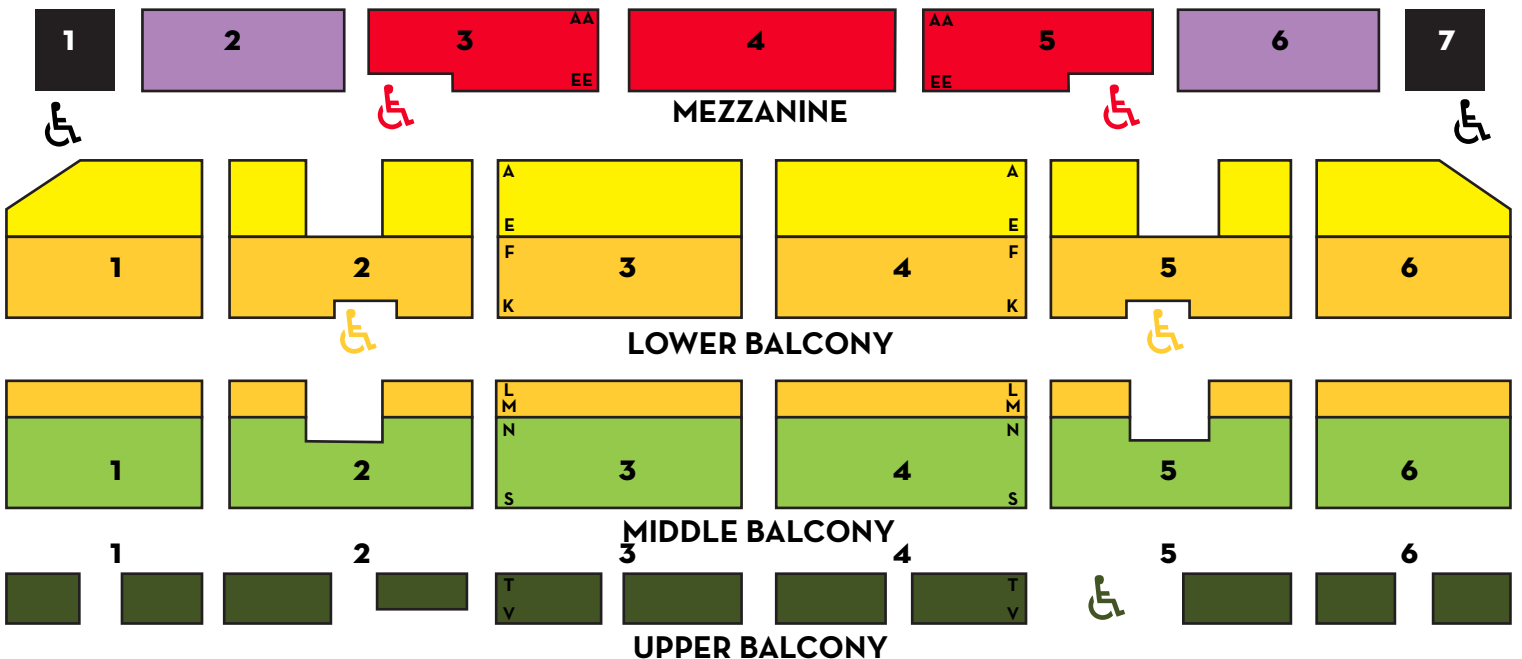 1 2 3 AA 4 AA 5 6 7
EE EE
MEZZANINE
A A
E E
F F
1 2 3 4 5 6
K K
LOWER BALCONY
L L
M M
N N
1 2 3 4 5 6
S S
MIDDLE BALCONY
1 2 3 4 5 6
T T
V V
UPPER BALCONY